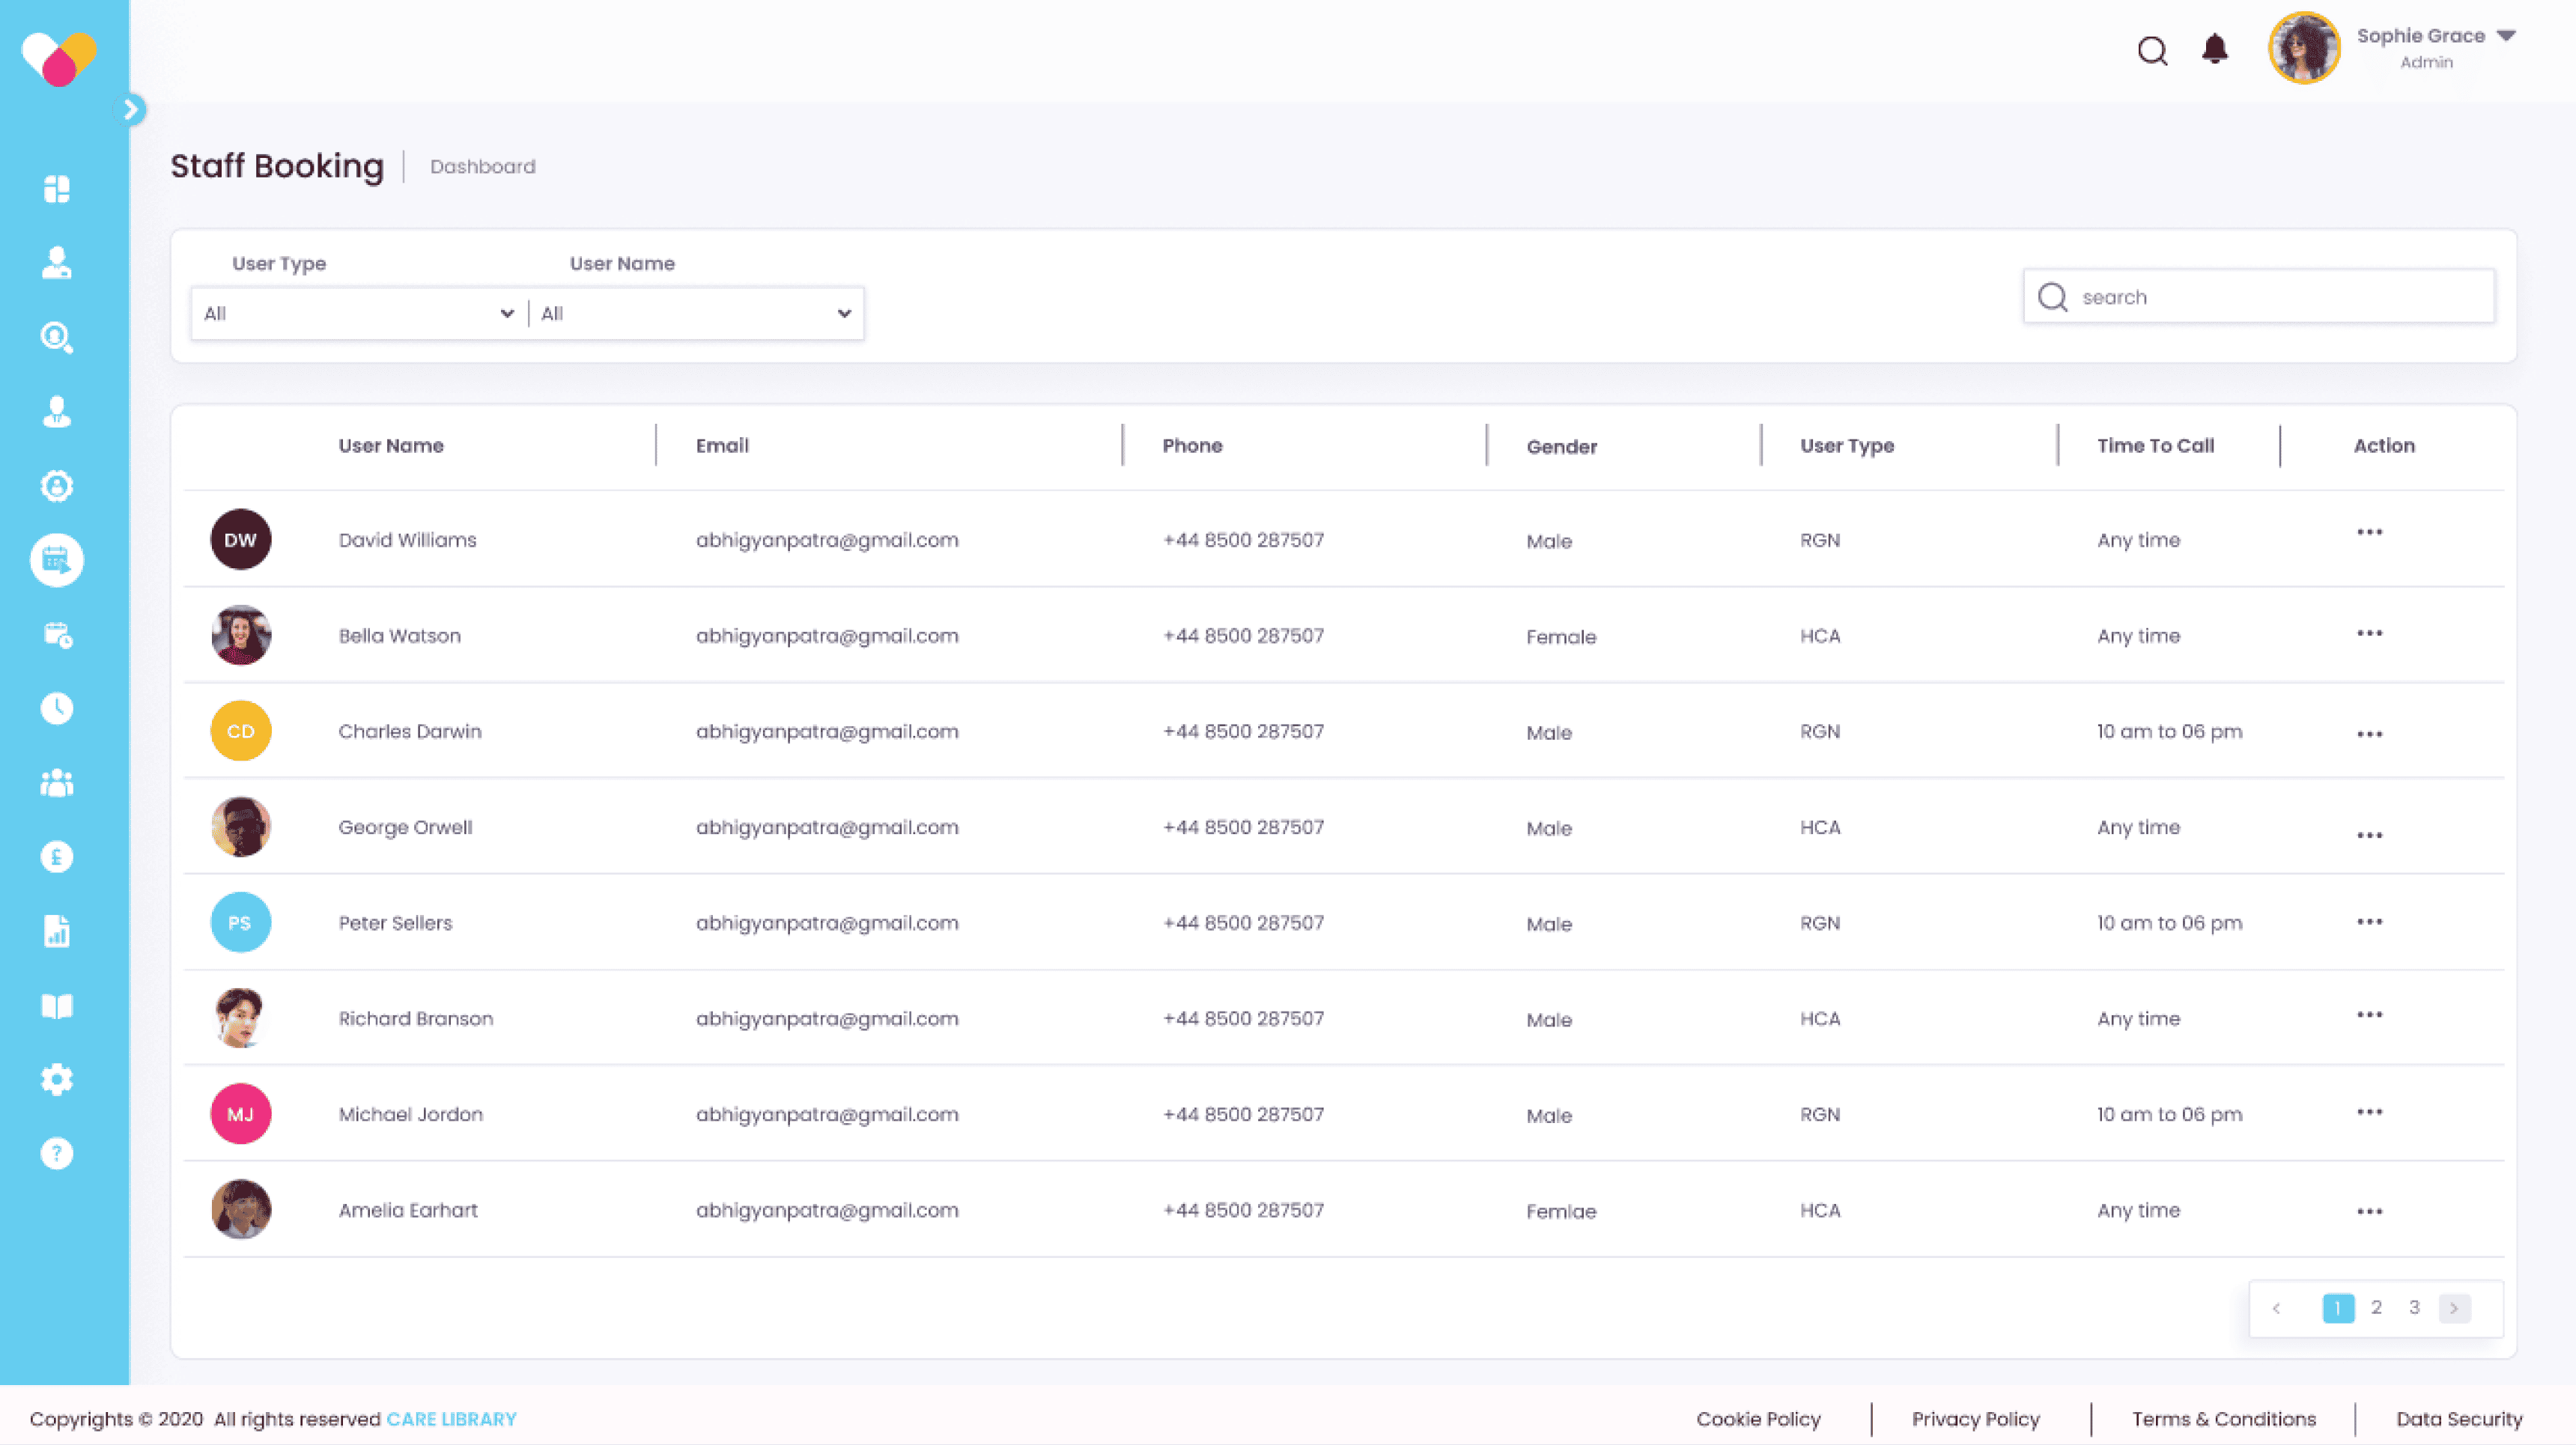 Sophie Grace
Admin
Staff Booking | Dashboard
User Type User Name
All All
search
User Name Email Phone Gender User Type Time To Call Action
DW David Williams abhigyanpatra@gmail.com +44 8500 287507 Male RGN Any time
Bella Watson abhigyanpatra@gmail.com +44 8500 287507 Female HCA Any time
CD Charles Darwin abhigyanpatra@gmail.com +44 8500 287507 Male RGN 10 am to 06 pm
George Orwell abhigyanpatra@gmail.com +44 8500 287507 Male HCA Any time
PS Peter Sellers abhigyanpatra@gmail.com +44 8500 287507 Male RGN 10 am to 06 pm
Richard Branson abhigyanpatra@gmail.com +44 8500 287507 Male HCA Any time
MJ Michael Jordon abhigyanpatra@gmail.com +44 8500 287507 Male RGN 10 am to 06 pm
Amelia Earhart abhigyanpatra@gmail.com +44 8500 287507 Femlae HCA Any time
< 1 2 3 >
Copyrights © 2020 All rights reserved CARE LIBRARY Cookie Policy | Privacy Policy | Terms & Conditions | Data Security